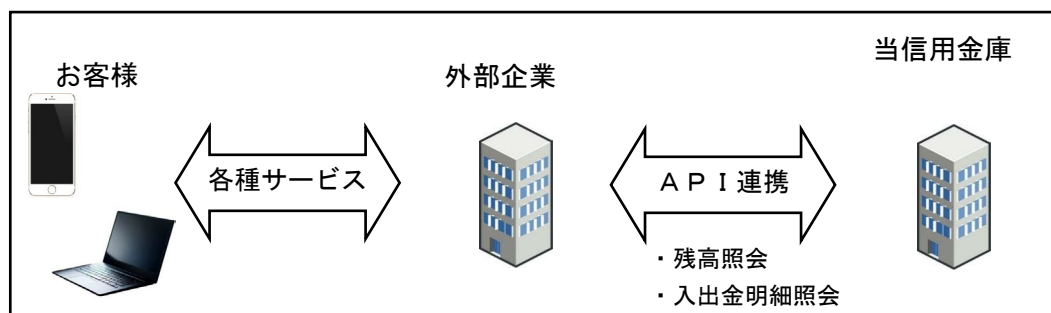 お客様
外部企業
当信用金庫
各種サービス
ＡＰＩ連携
・残高照会
・入出金明細照会